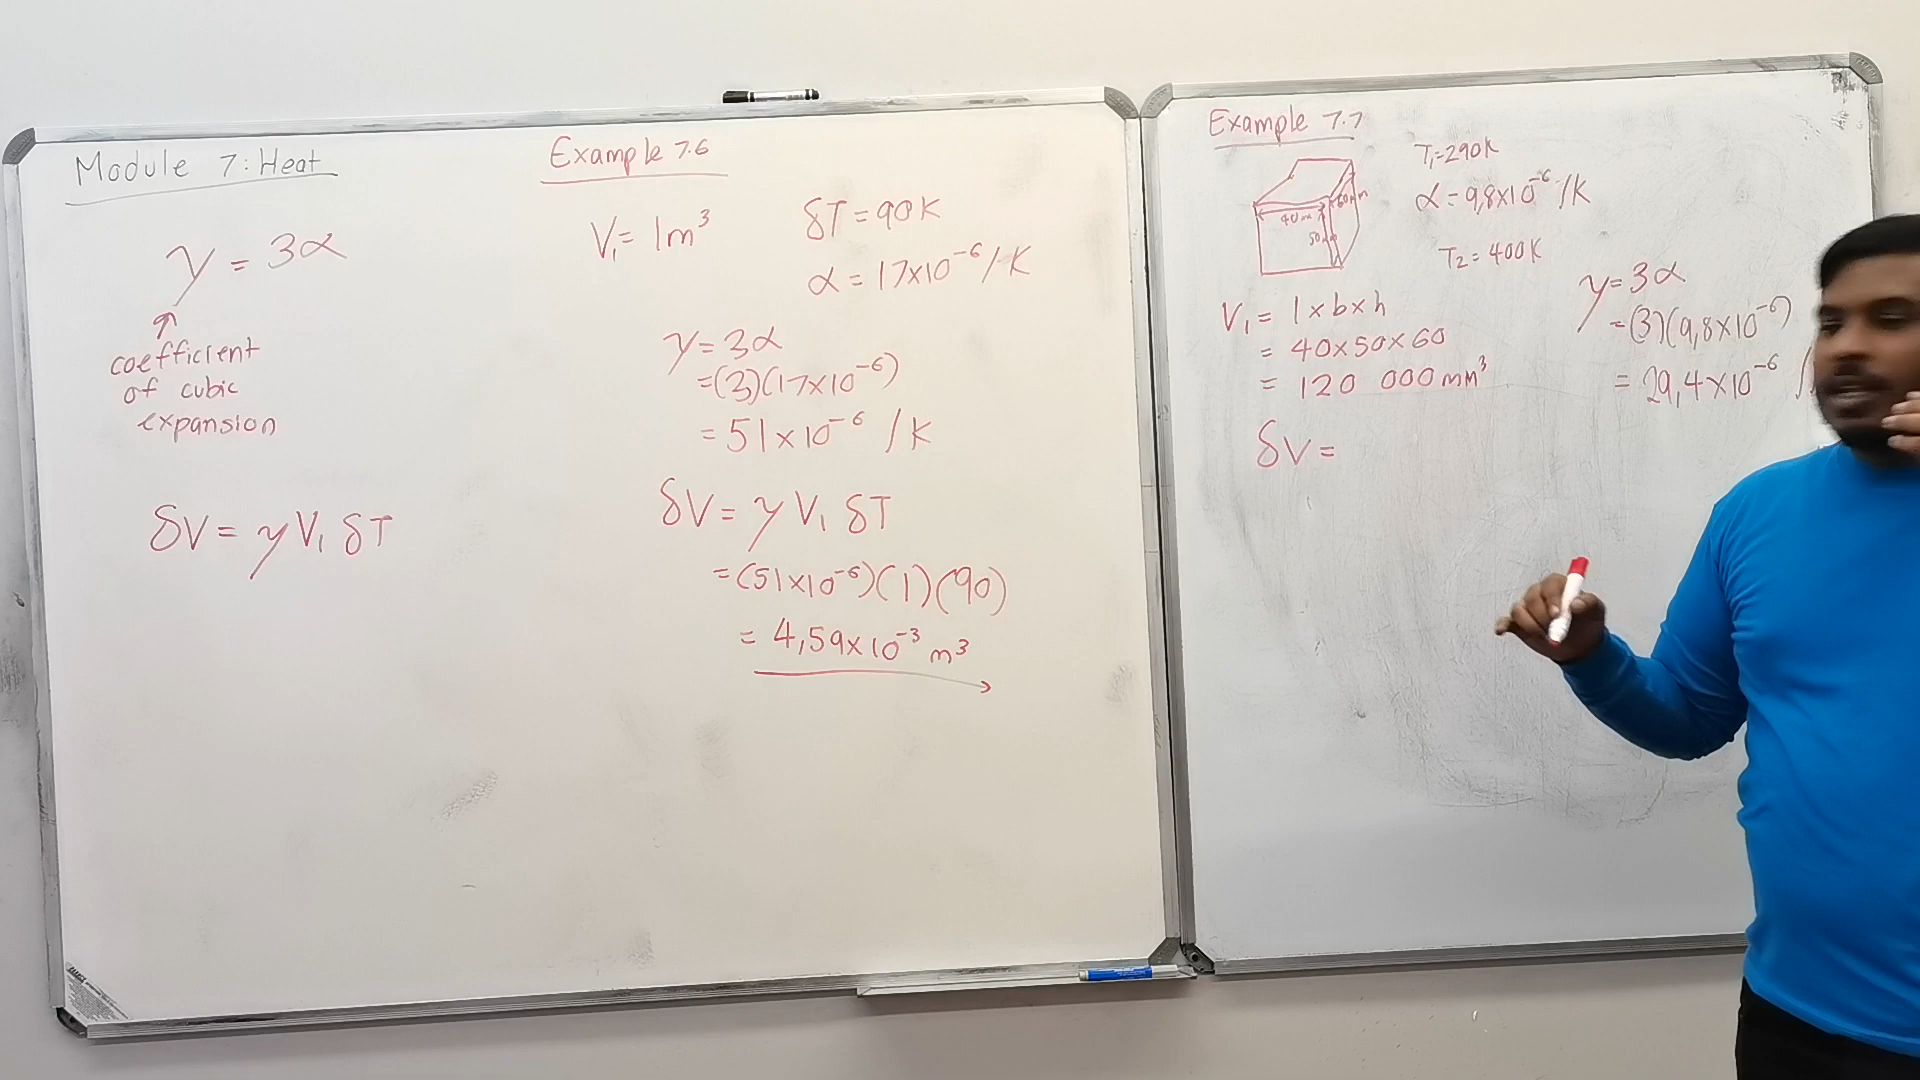 Module 7: Heat
γ = 3α
coefficient
of cubic
expansion
δV = γ V₁ δT
Example 7.6
V₁ = 1m³
δT = 90K
α = 17×10⁻⁶ /K
γ = 3α
=(3)(17×10⁻⁶)
= 51×10⁻⁶ /K
δV = γ V₁ δT
=(51×10⁻⁶)(1)(90)
= 4,59×10⁻³ m³
Example 7.7
T₁=290K
α = 9,8×10⁻⁶ /K
T₂ = 400K
V₁ = l×b×h
= 40×50×60
= 120 000mm³
γ=3α
=(3)(9,8×10⁻⁶)
= 29,4×10⁻⁶ /
δV =